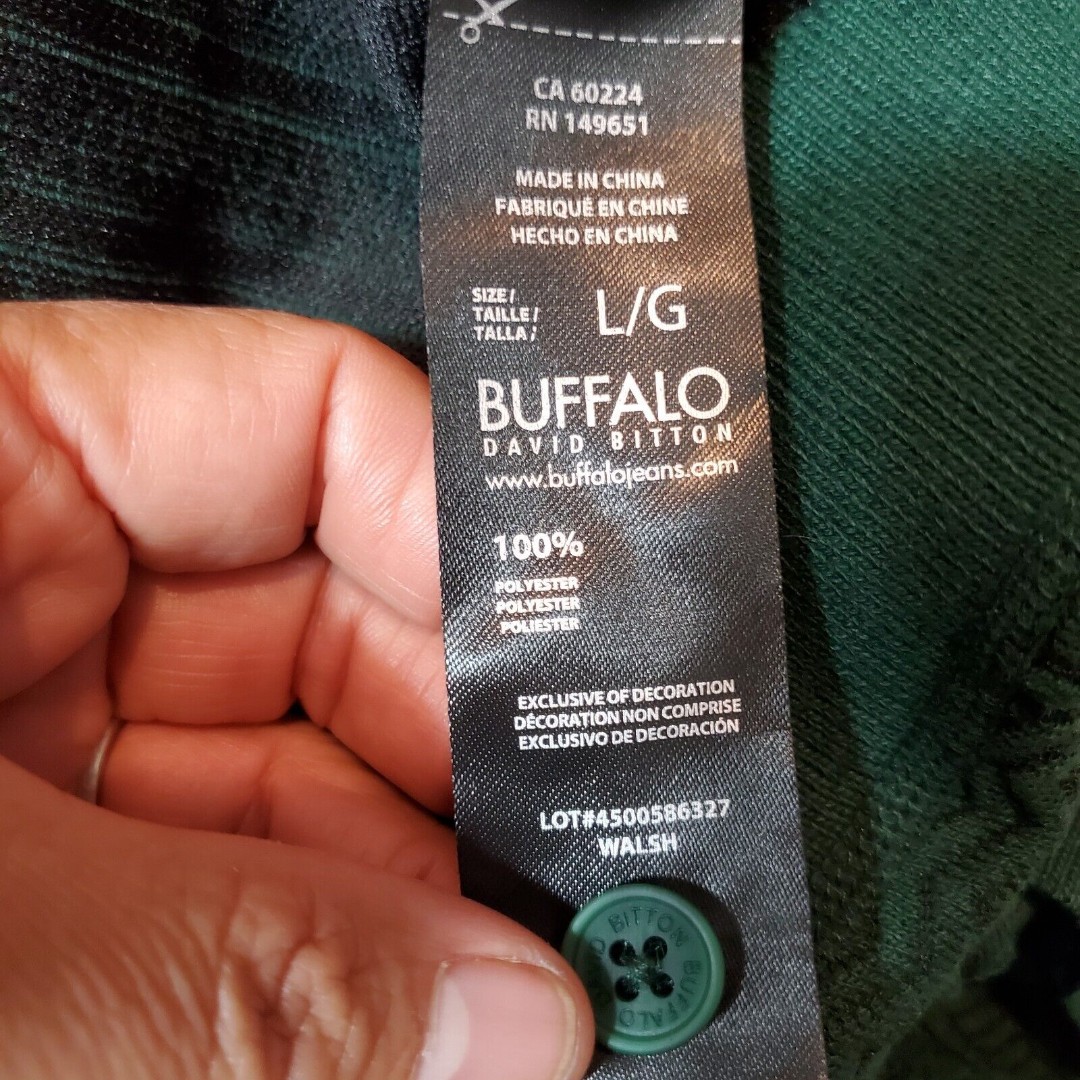 CA 60224
RN 149651
MADE IN CHINA
FABRIQUÉ EN CHINE
HECHO EN CHINA
SIZE /
TAILLE /
TALLA /
L/G
BUFFALO
DAVID BITTON
www.buffalojeans.com
100%
POLYESTER
POLYESTER
POLIESTER
EXCLUSIVE OF DECORATION
DÉCORATION NON COMPRISE
EXCLUSIVO DE DECORACIÓN
LOT#4500586327
WALSH
BITTON BUFFALO